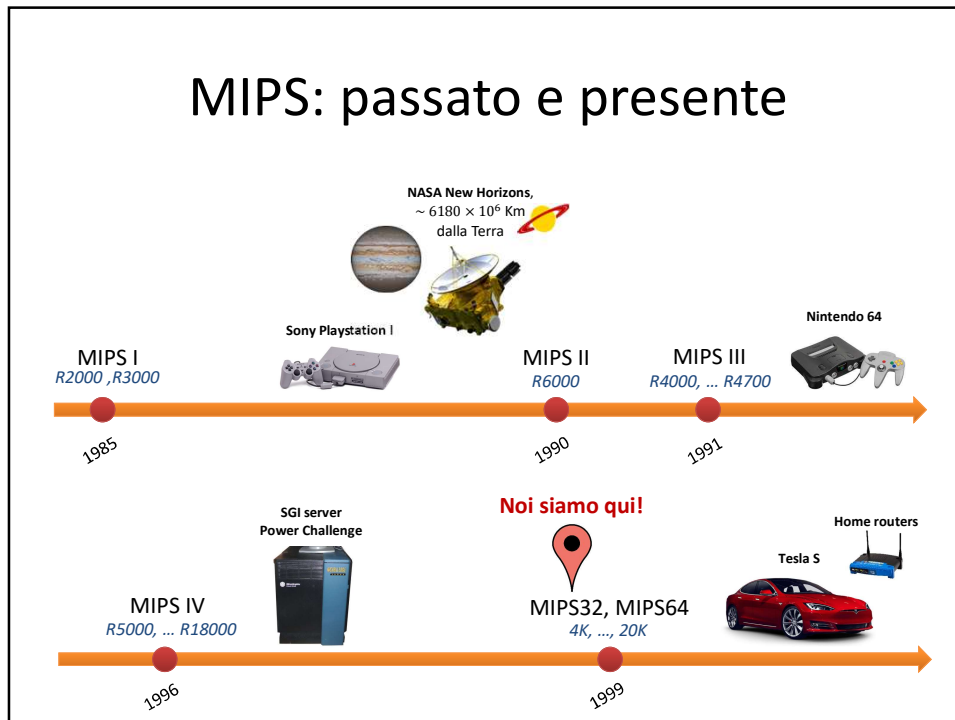 MIPS: passato e presente
NASA New Horizons,
~ 6180 × 10⁶ Km
dalla Terra
Sony Playstation I
Nintendo 64
MIPS I
R2000 ,R3000
MIPS II
R6000
MIPS III
R4000, ... R4700
1985
1990
1991
SGI server
Power Challenge
Noi siamo qui!
Home routers
Tesla S
MIPS IV
R5000, ... R18000
MIPS32, MIPS64
4K, ..., 20K
1996
1999